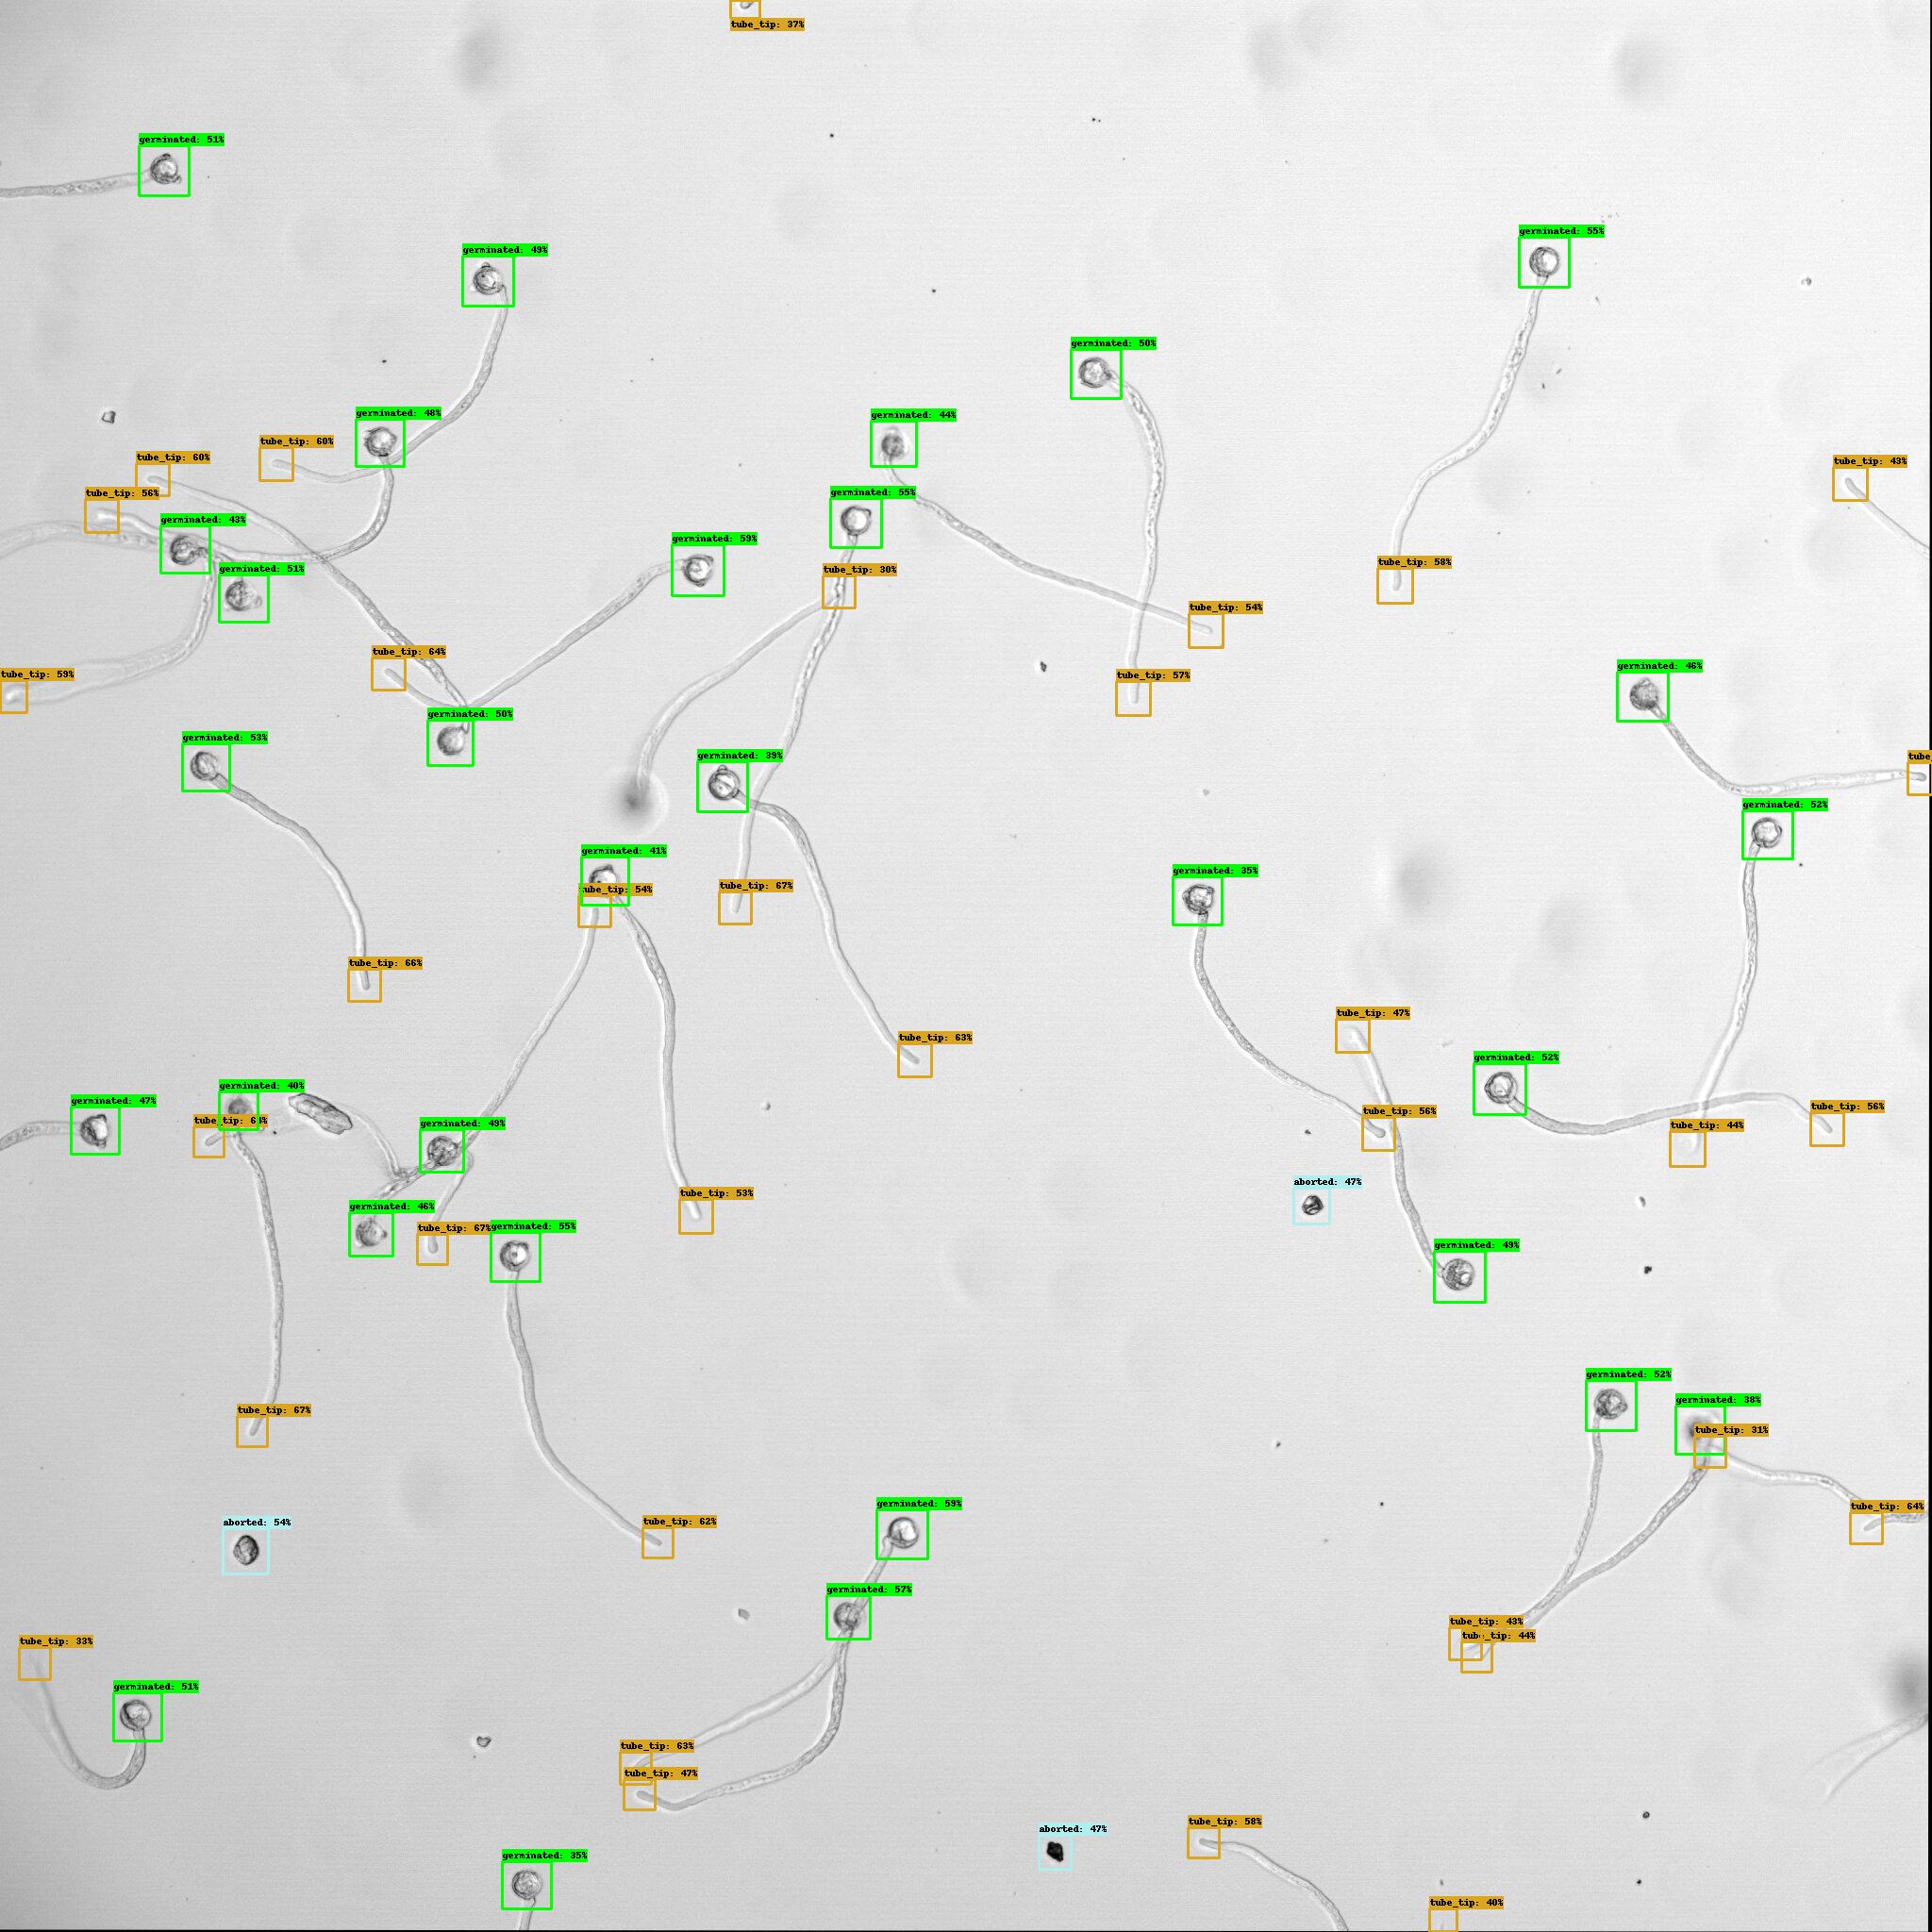 tube_tip: 37%
germinated: 51%
germinated: 55%
germinated: 49%
germinated: 50%
germinated: 48%
germinated: 44%
tube_tip: 60%
tube_tip: 60%
tube_tip: 43%
tube_tip: 56%
germinated: 55%
germinated: 43%
germinated: 59%
tube_tip: 58%
germinated: 51%
tube_tip: 30%
tube_tip: 54%
tube_tip: 64%
germinated: 46%
tube_tip: 59%
tube_tip: 57%
germinated: 50%
germinated: 53%
germinated: 39%
tube
germinated: 52%
germinated: 41%
germinated: 35%
tube_tip: 67%
tube_tip: 54%
tube_tip: 66%
tube_tip: 47%
tube_tip: 63%
germinated: 52%
germinated: 40%
germinated: 47%
tube_tip: 56%
tube_tip: 56%
tube_tip: 6
germinated: 49%
tube_tip: 44%
aborted: 47%
tube_tip: 53%
germinated: 46%
tube_tip: 67%
germinated: 55%
germinated: 49%
germinated: 52%
germinated: 38%
tube_tip: 67%
tube_tip: 31%
germinated: 59%
tube_tip: 64%
aborted: 54%
tube_tip: 62%
germinated: 57%
tube_tip: 43%
tube_tip: 44%
tube_tip: 33%
germinated: 51%
tube_tip: 63%
tube_tip: 47%
tube_tip: 58%
aborted: 47%
germinated: 35%
tube_tip: 40%